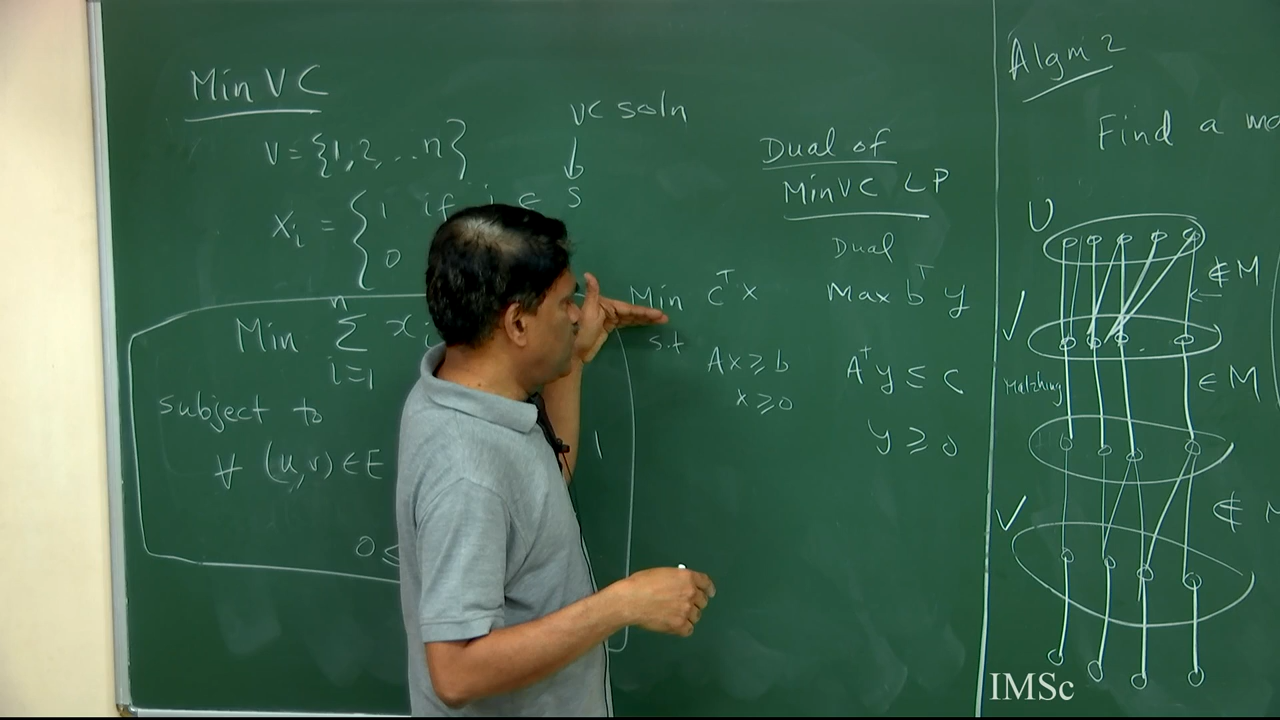 Min VC
V = {1, 2, ... n}
VC soln
↓
x_i = { 1 if i ∈ S
0
Min ∑_{i=1}^{n} x_i
subject to
∀ (u,v) ∈ E 1
0 ≤
Dual of
Min VC LP
Dual
Min c^T x Max b^T y
s.t
Ax ≥ b A^T y ≤ c
x ≥ 0 y ≥ 0
Algm 2
Find a
U
∉ M
✓
Matching
∈ M
✓
∉ M
IMSc